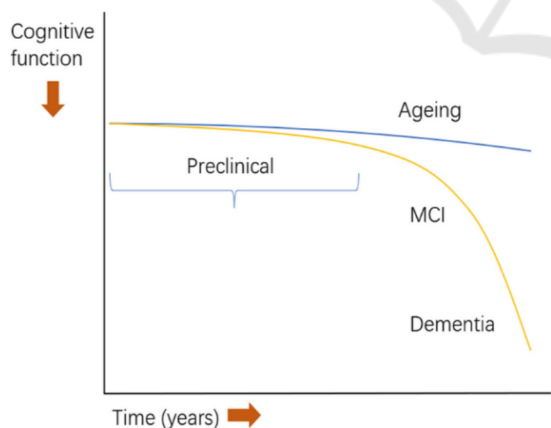 Cognitive
function
Ageing
Preclinical
MCI
Dementia
Time (years)